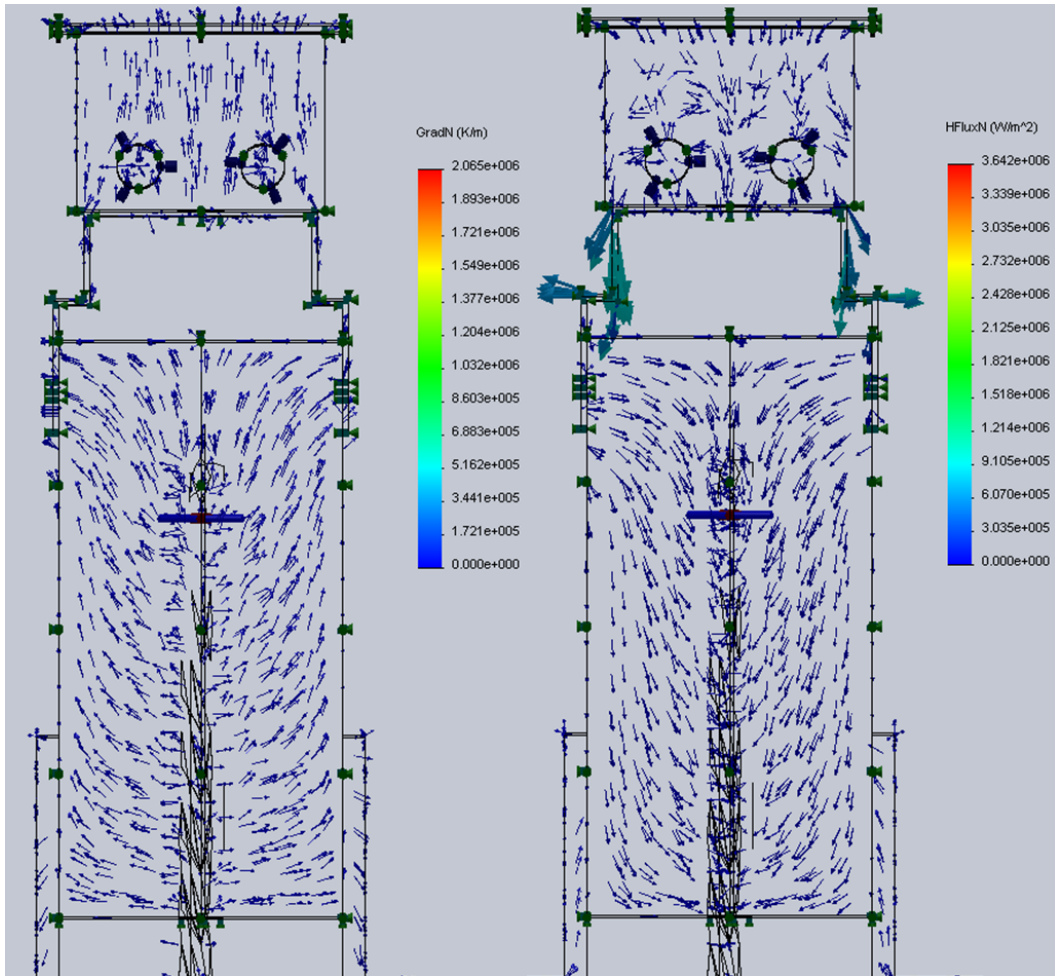 GradN (K/m)
2.065e+006
1.893e+006
1.721e+006
1.549e+006
1.377e+006
1.204e+006
1.032e+006
8.603e+005
6.883e+005
5.162e+005
3.441e+005
1.721e+005
0.000e+000
HFluxN (W/m^2)
3.642e+006
3.339e+006
3.035e+006
2.732e+006
2.428e+006
2.125e+006
1.821e+006
1.518e+006
1.214e+006
9.105e+005
6.070e+005
3.035e+005
0.000e+000